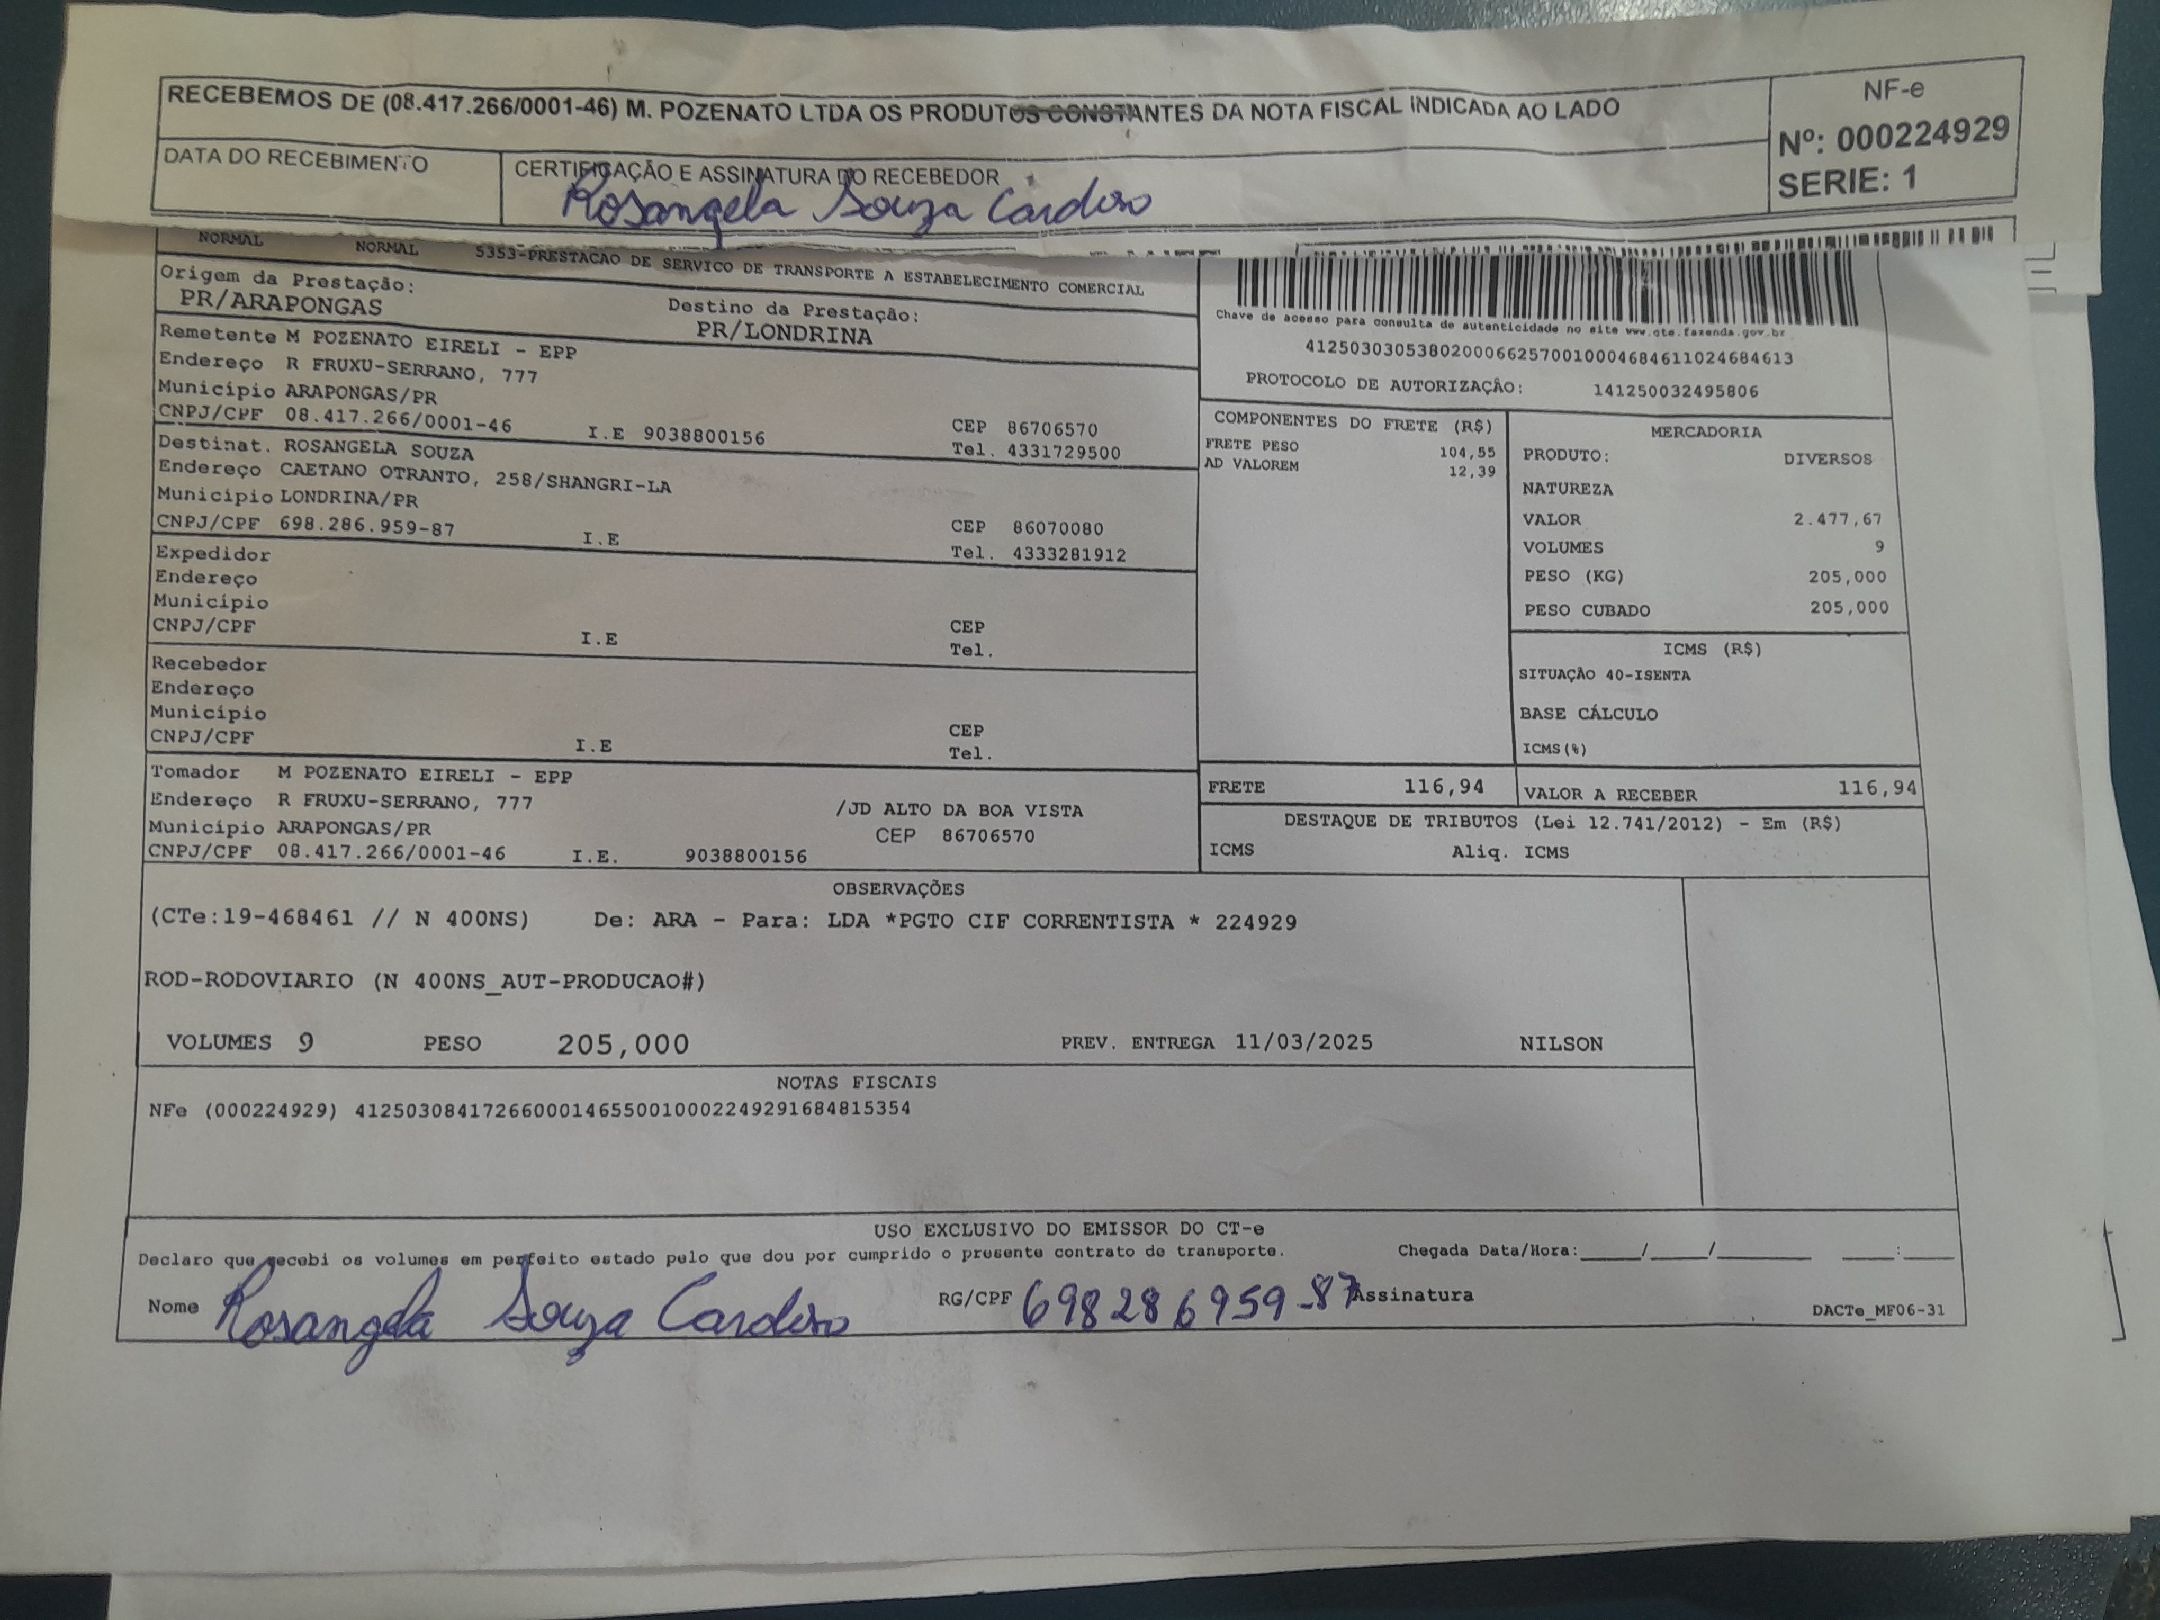 RECEBEMOS DE (08.417.266/0001-46) M. POZENATO LTDA OS PRODUTOS CONSTANTES DA NOTA FISCAL INDICADA AO LADO
NF-e
Nº: 000224929
SERIE: 1
DATA DO RECEBIMENTO
CERTIFICAÇÃO E ASSINATURA DO RECEBEDOR
Rosangela Souza Cardoso
NORMAL NORMAL 5353-PRESTACAO DE SERVICO DE TRANSPORTE A ESTABELECIMENTO COMERCIAL
Origem da Prestação: Destino da Prestação:
PR/ARAPONGAS PR/LONDRINA
Remetente M POZENATO EIRELI - EPP
Endereço R FRUXU-SERRANO, 777
Município ARAPONGAS/PR CEP 86706570
CNPJ/CPF 08.417.266/0001-46 I.E 9038800156 Tel. 4331729500
Destinat. ROSANGELA SOUZA
Endereço CAETANO OTRANTO, 258/SHANGRI-LA
Município LONDRINA/PR CEP 86070080
CNPJ/CPF 698.286.959-87 I.E Tel. 4333281912
Expedidor
Endereço
Município CEP
CNPJ/CPF I.E Tel.
Recebedor
Endereço
Município CEP
CNPJ/CPF I.E Tel.
Tomador M POZENATO EIRELI - EPP
Endereço R FRUXU-SERRANO, 777 /JD ALTO DA BOA VISTA
Município ARAPONGAS/PR CEP 86706570
CNPJ/CPF 08.417.266/0001-46 I.E. 9038800156
Chave de acesso para consulta de autenticidade no site www.cte.fazenda.gov.br
41250303053802000662570010004684611024684613
PROTOCOLO DE AUTORIZAÇÃO: 141250032495806
COMPONENTES DO FRETE (R$)
FRETE PESO 104,55
AD VALOREM 12,39
MERCADORIA
PRODUTO: DIVERSOS
NATUREZA
VALOR 2.477,67
VOLUMES 9
PESO (KG) 205,000
PESO CUBADO 205,000
ICMS (R$)
SITUAÇÃO 40-ISENTA
BASE CÁLCULO
ICMS(%)
FRETE 116,94 VALOR A RECEBER 116,94
DESTAQUE DE TRIBUTOS (Lei 12.741/2012) - Em (R$)
ICMS Aliq. ICMS
OBSERVAÇÕES
(CTe:19-468461 // N 400NS) De: ARA - Para: LDA *PGTO CIF CORRENTISTA * 224929
ROD-RODOVIARIO (N 400NS_AUT-PRODUCAO#)
VOLUMES 9 PESO 205,000 PREV. ENTREGA 11/03/2025 NILSON
NOTAS FISCAIS
NFe (000224929) 41250308417266000146550010002249291684815354
USO EXCLUSIVO DO EMISSOR DO CT-e
Declaro que recebi os volumes em perfeito estado pelo que dou por cumprido o presente contrato de transporte. Chegada Data/Hora:____/____/________ ____:____
Nome Rosangela Souza Cardoso RG/CPF 698286959-87 Assinatura
DACTe_MF06-31